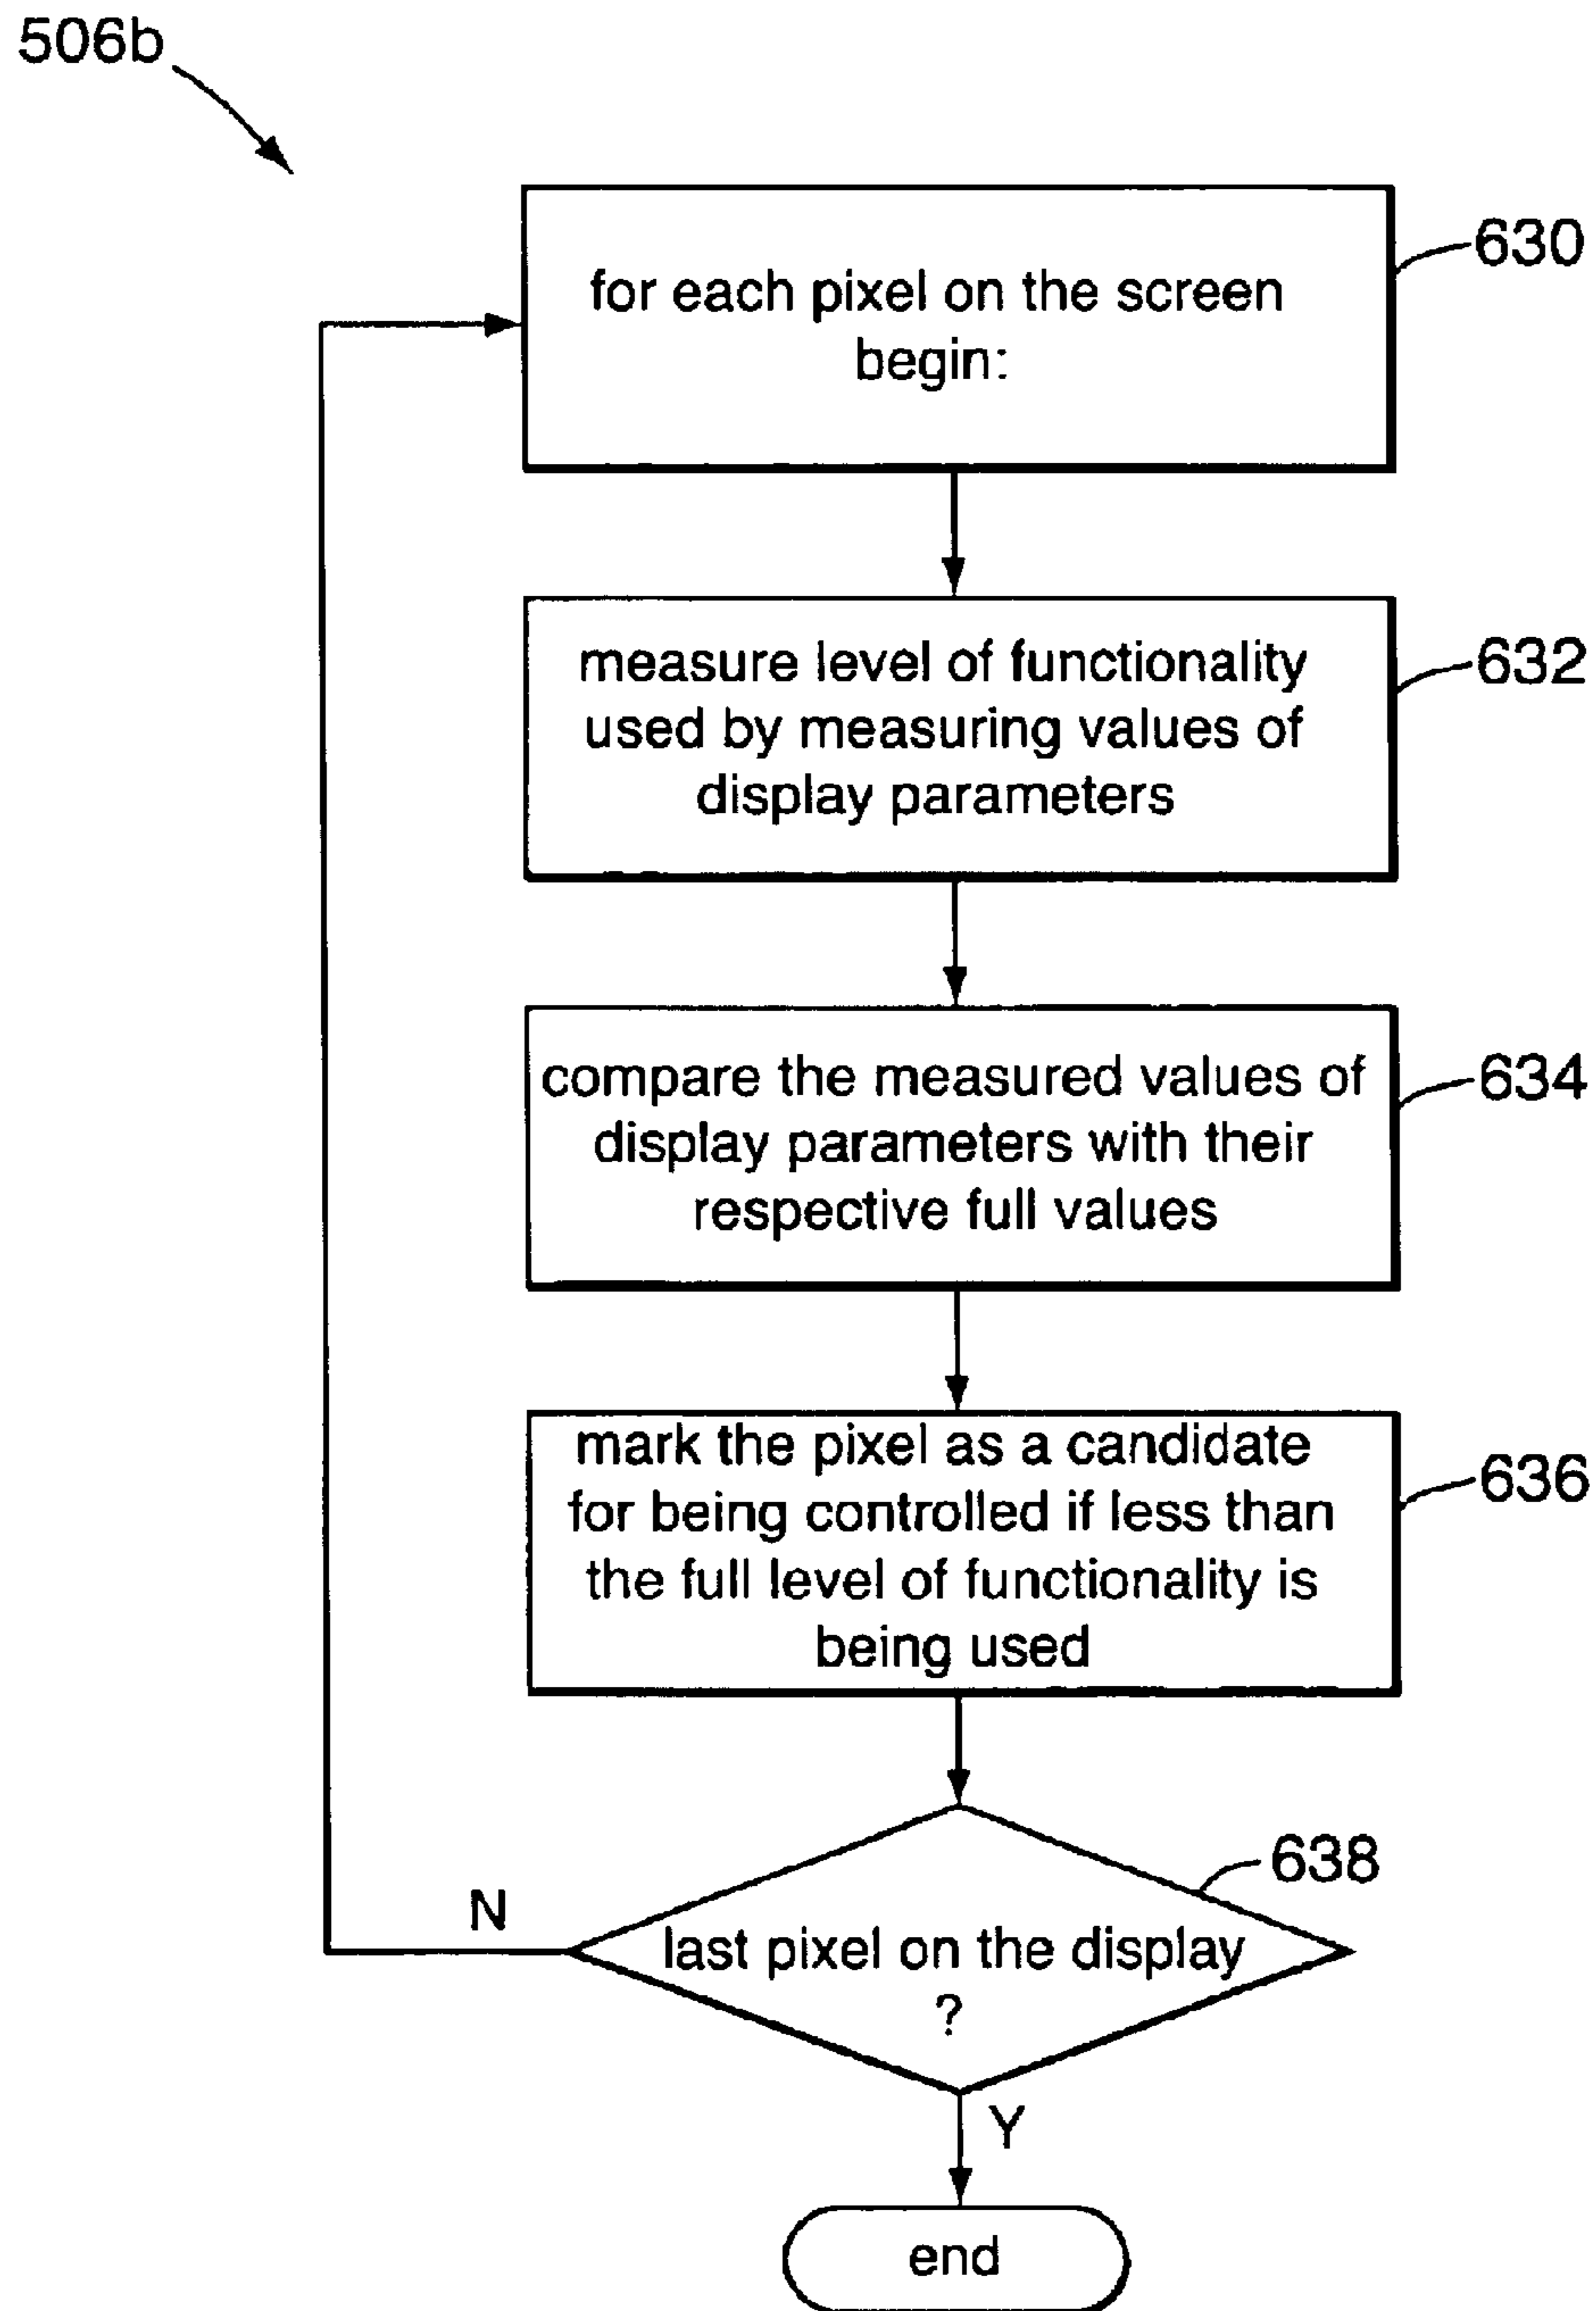 506b
for each pixel on the screen
begin:
630
measure level of functionality
used by measuring values of
display parameters
632
compare the measured values of
display parameters with their
respective full values
634
mark the pixel as a candidate
for being controlled if less than
the full level of functionality is
being used
636
638
last pixel on the display
?
N
Y
end